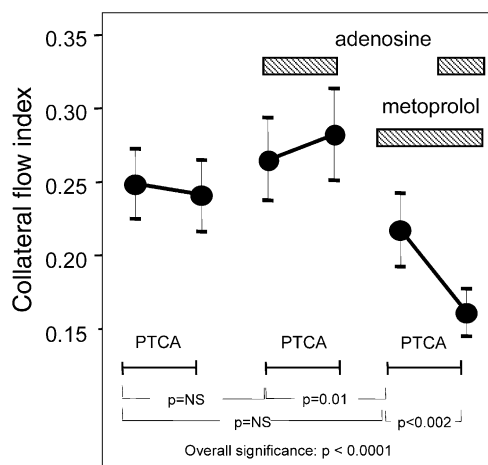 Collateral flow index
0.35
0.30
0.25
0.20
0.15
adenosine
metoprolol
PTCA PTCA PTCA
p=NS p=0.01
p=NS p<0.002
Overall significance: p < 0.0001